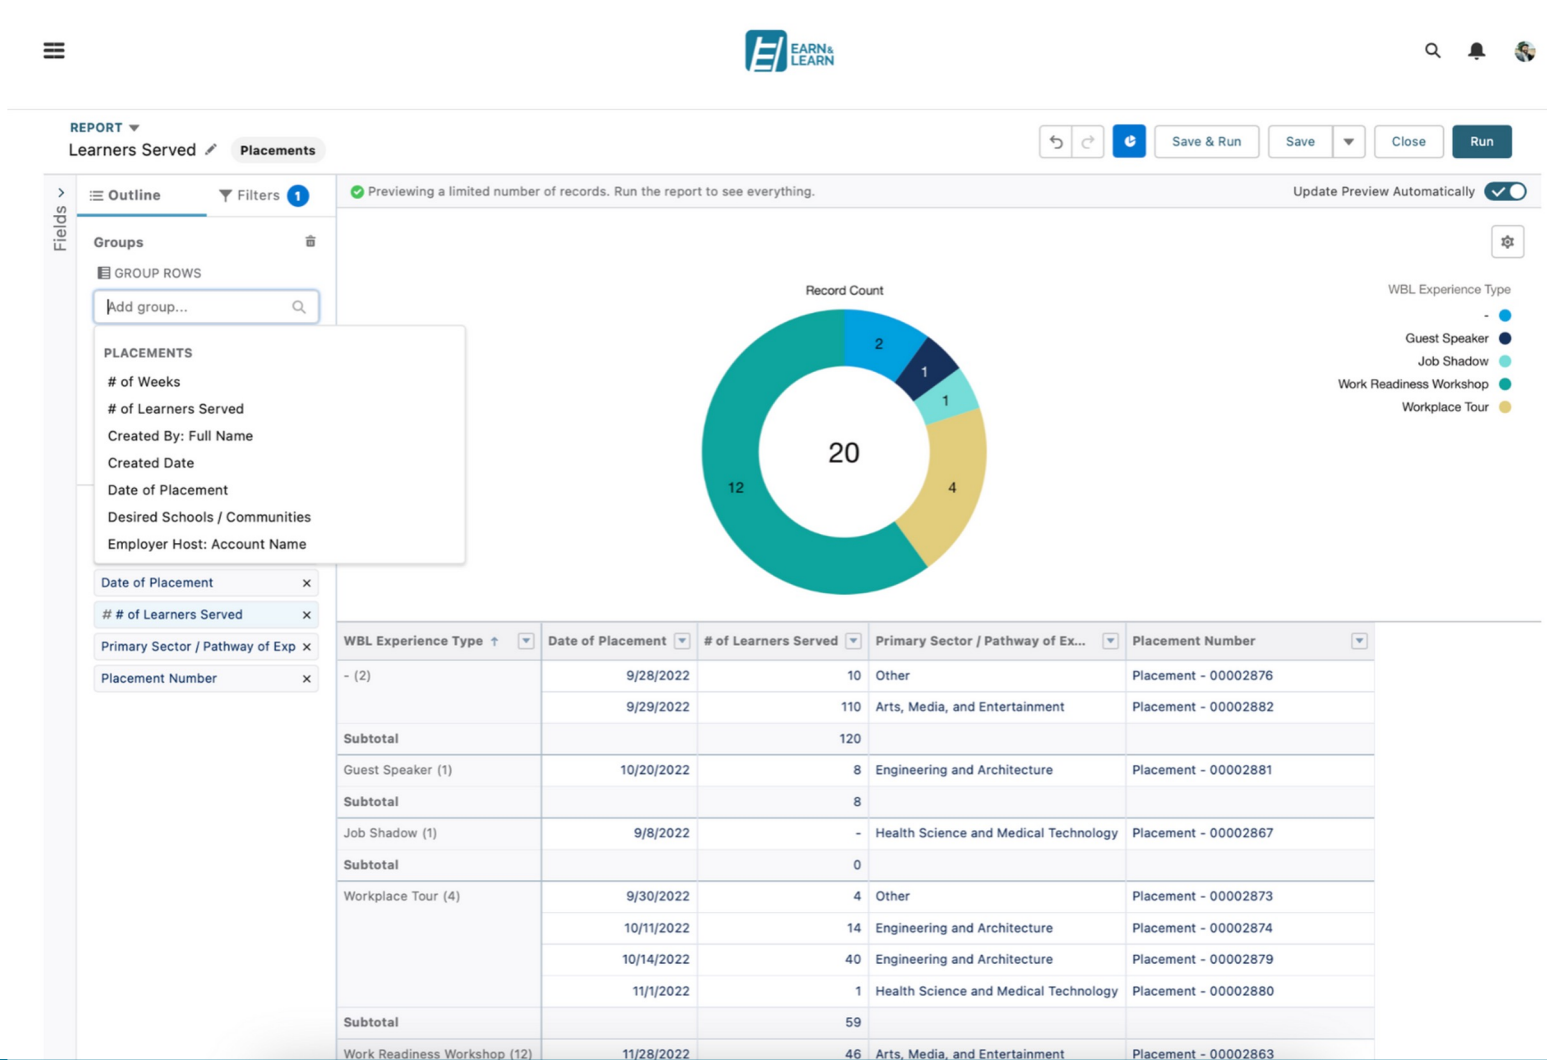 EARN&
LEARN
REPORT
Learners Served
Placements
Save & Run
Save
Close
Run
Fields
Outline
Filters 1
Previewing a limited number of records. Run the report to see everything.
Update Preview Automatically
Groups
GROUP ROWS
Add group...
PLACEMENTS
# of Weeks
# of Learners Served
Created By: Full Name
Created Date
Date of Placement
Desired Schools / Communities
Employer Host: Account Name
Date of Placement
# # of Learners Served
Primary Sector / Pathway of Exp
Placement Number
Record Count
2
1
1
4
12
20
WBL Experience Type
-
Guest Speaker
Job Shadow
Work Readiness Workshop
Workplace Tour
WBL Experience Type ↑ Date of Placement # of Learners Served Primary Sector / Pathway of Ex... Placement Number
- (2) 9/28/2022 10 Other Placement - 00002876
9/29/2022 110 Arts, Media, and Entertainment Placement - 00002882
Subtotal 120
Guest Speaker (1) 10/20/2022 8 Engineering and Architecture Placement - 00002881
Subtotal 8
Job Shadow (1) 9/8/2022 - Health Science and Medical Technology Placement - 00002867
Subtotal 0
Workplace Tour (4) 9/30/2022 4 Other Placement - 00002873
10/11/2022 14 Engineering and Architecture Placement - 00002874
10/14/2022 40 Engineering and Architecture Placement - 00002879
11/1/2022 1 Health Science and Medical Technology Placement - 00002880
Subtotal 59
Work Readiness Workshop (12) 11/28/2022 46 Arts, Media, and Entertainment Placement - 00002863